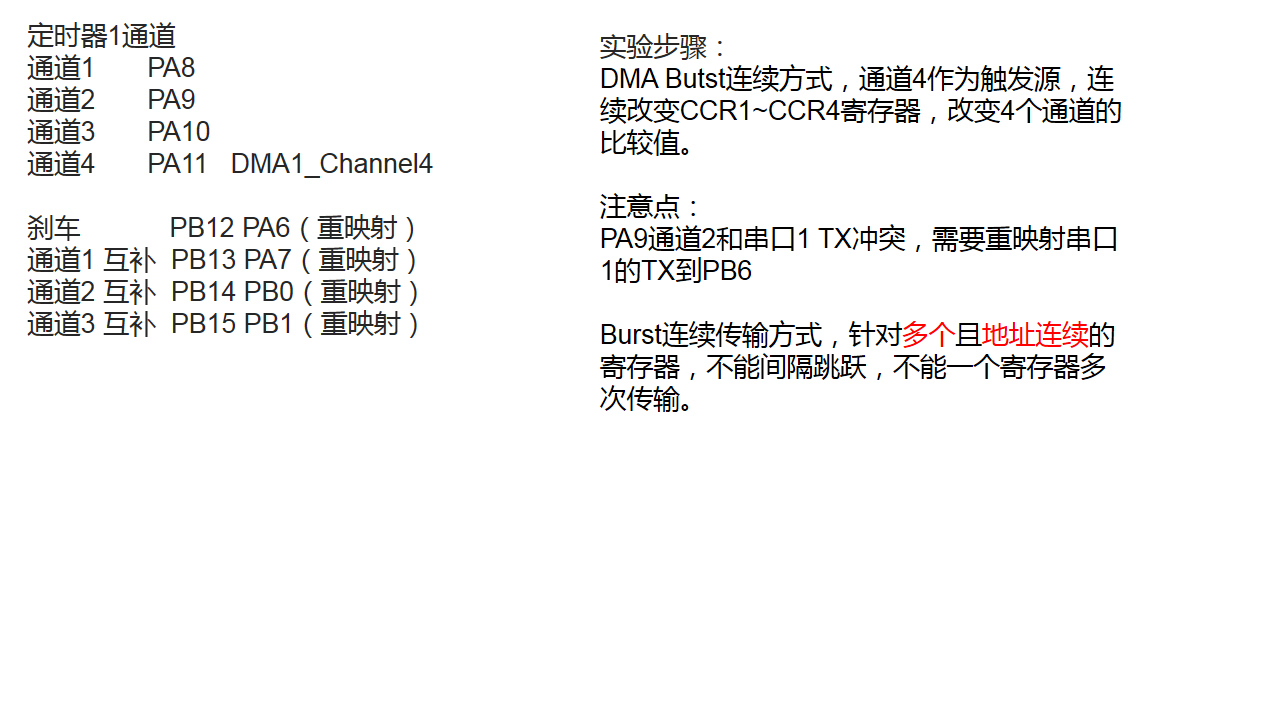 定时器1通道
通道1 PA8
通道2 PA9
通道3 PA10
通道4 PA11 DMA1_Channel4
刹车 PB12 PA6（重映射）
通道1 互补 PB13 PA7（重映射）
通道2 互补 PB14 PB0（重映射）
通道3 互补 PB15 PB1（重映射）
实验步骤：
DMA Butst连续方式，通道4作为触发源，连
续改变CCR1~CCR4寄存器，改变4个通道的
比较值。
注意点：
PA9通道2和串口1 TX冲突，需要重映射串口
1的TX到PB6
Burst连续传输方式，针对多个且地址连续的
寄存器，不能间隔跳跃，不能一个寄存器多
次传输。